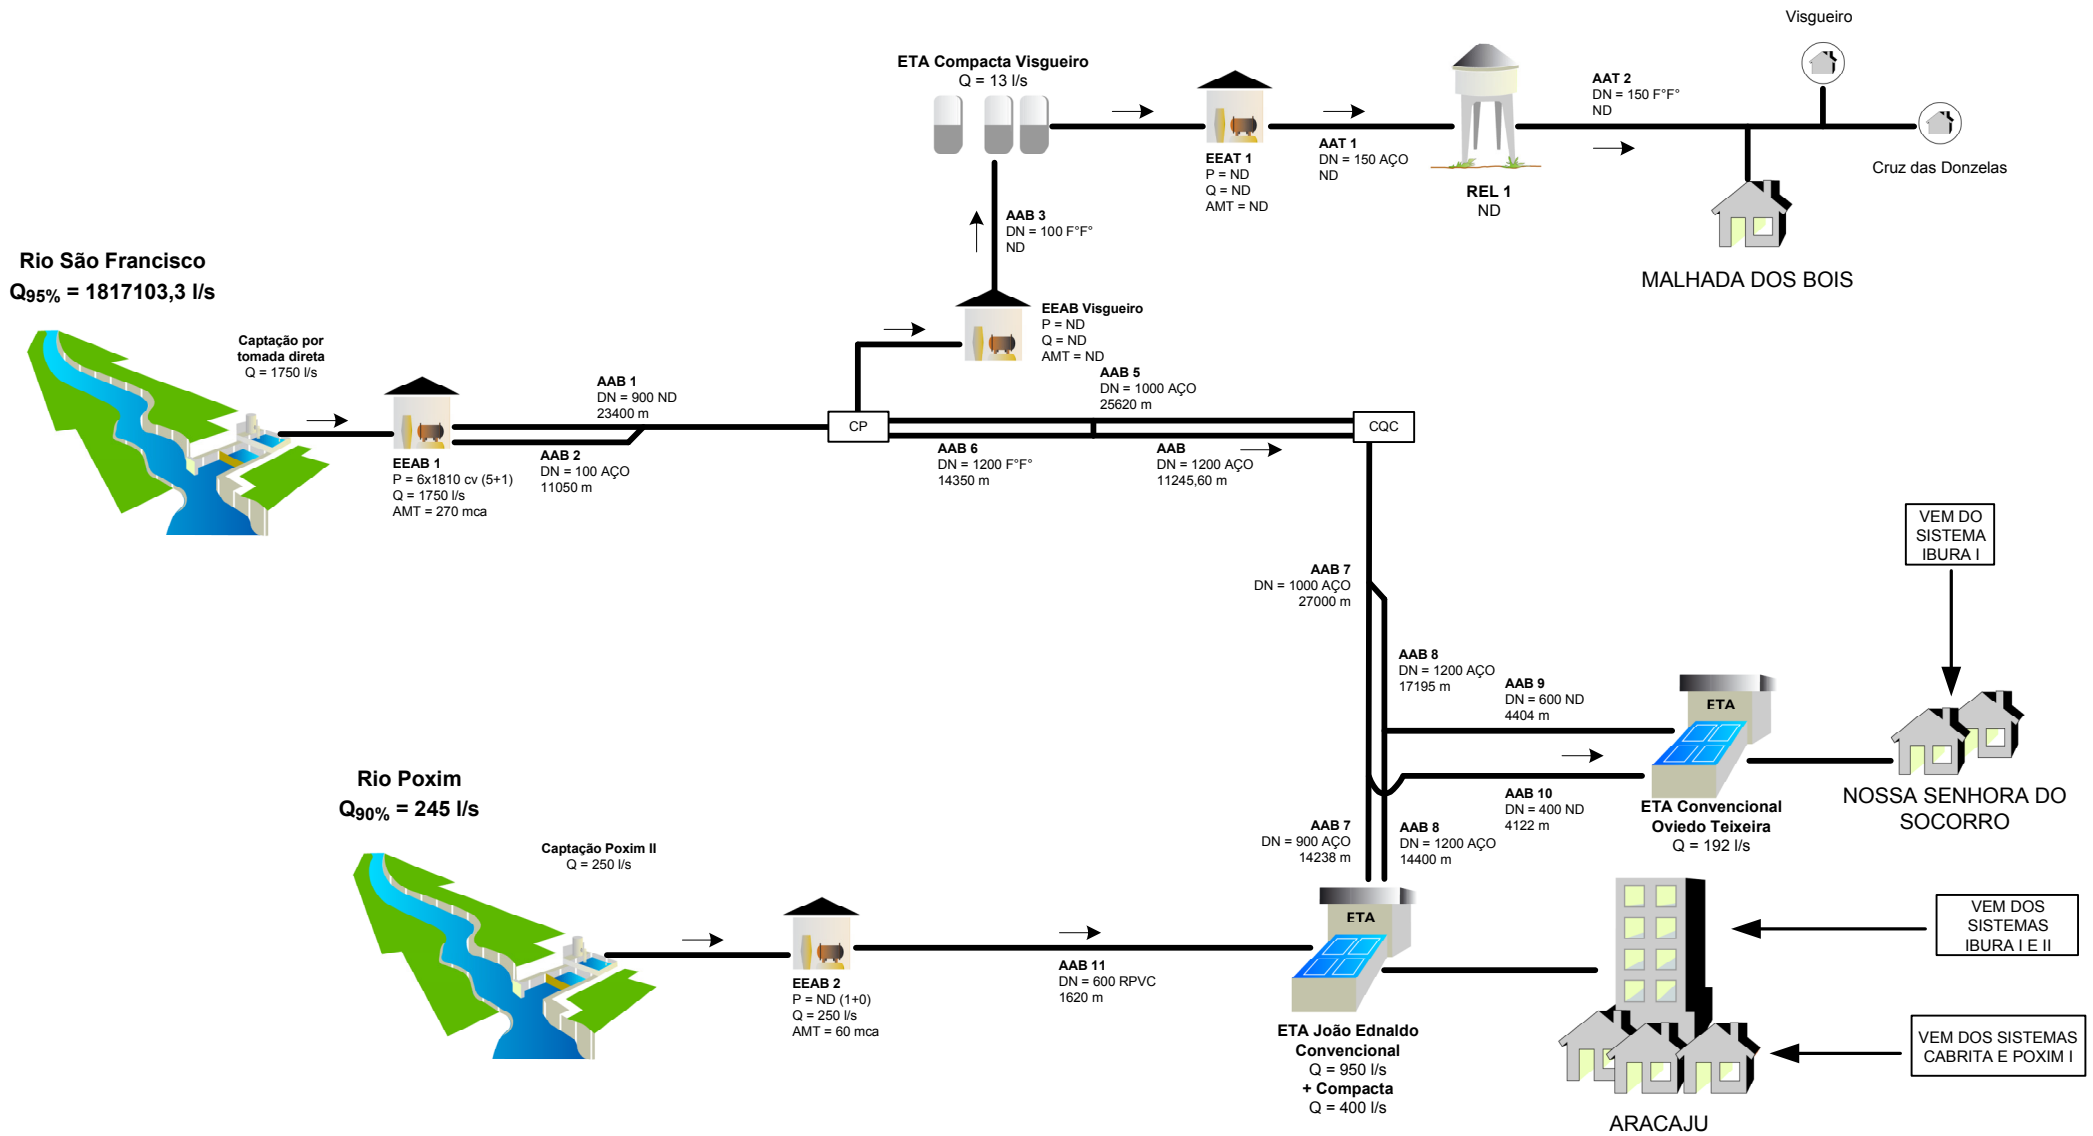 Visgueiro
ETA Compacta Visgueiro
Q = 13 l/s
AAT 2
DN = 150 F°F°
ND
EEAT 1
P = ND
Q = ND
AMT = ND
AAT 1
DN = 150 AÇO
ND
REL 1
ND
Cruz das Donzelas
MALHADA DOS BOIS
AAB 3
DN = 100 F°F°
ND
Rio São Francisco
Q95% = 1817103,3 l/s
Captação por
tomada direta
Q = 1750 l/s
EEAB Visgueiro
P = ND
Q = ND
AMT = ND
AAB 1
DN = 900 ND
23400 m
AAB 5
DN = 1000 AÇO
25620 m
CP
CQC
EEAB 1
P = 6x1810 cv (5+1)
Q = 1750 l/s
AMT = 270 mca
AAB 2
DN = 100 AÇO
11050 m
AAB 6
DN = 1200 F°F°
14350 m
AAB
DN = 1200 AÇO
11245,60 m
VEM DO
SISTEMA
IBURA I
AAB 7
DN = 1000 AÇO
27000 m
AAB 8
DN = 1200 AÇO
17195 m
AAB 9
DN = 600 ND
4404 m
ETA
AAB 10
DN = 400 ND
4122 m
ETA Convencional
Oviedo Teixeira
Q = 192 l/s
NOSSA SENHORA DO
SOCORRO
Rio Poxim
Q90% = 245 l/s
Captação Poxim II
Q = 250 l/s
AAB 7
DN = 900 AÇO
14238 m
AAB 8
DN = 1200 AÇO
14400 m
ETA
VEM DOS
SISTEMAS
IBURA I E II
EEAB 2
P = ND (1+0)
Q = 250 l/s
AMT = 60 mca
AAB 11
DN = 600 RPVC
1620 m
ETA João Ednaldo
Convencional
Q = 950 l/s
+ Compacta
Q = 400 l/s
VEM DOS SISTEMAS
CABRITA E POXIM I
ARACAJU